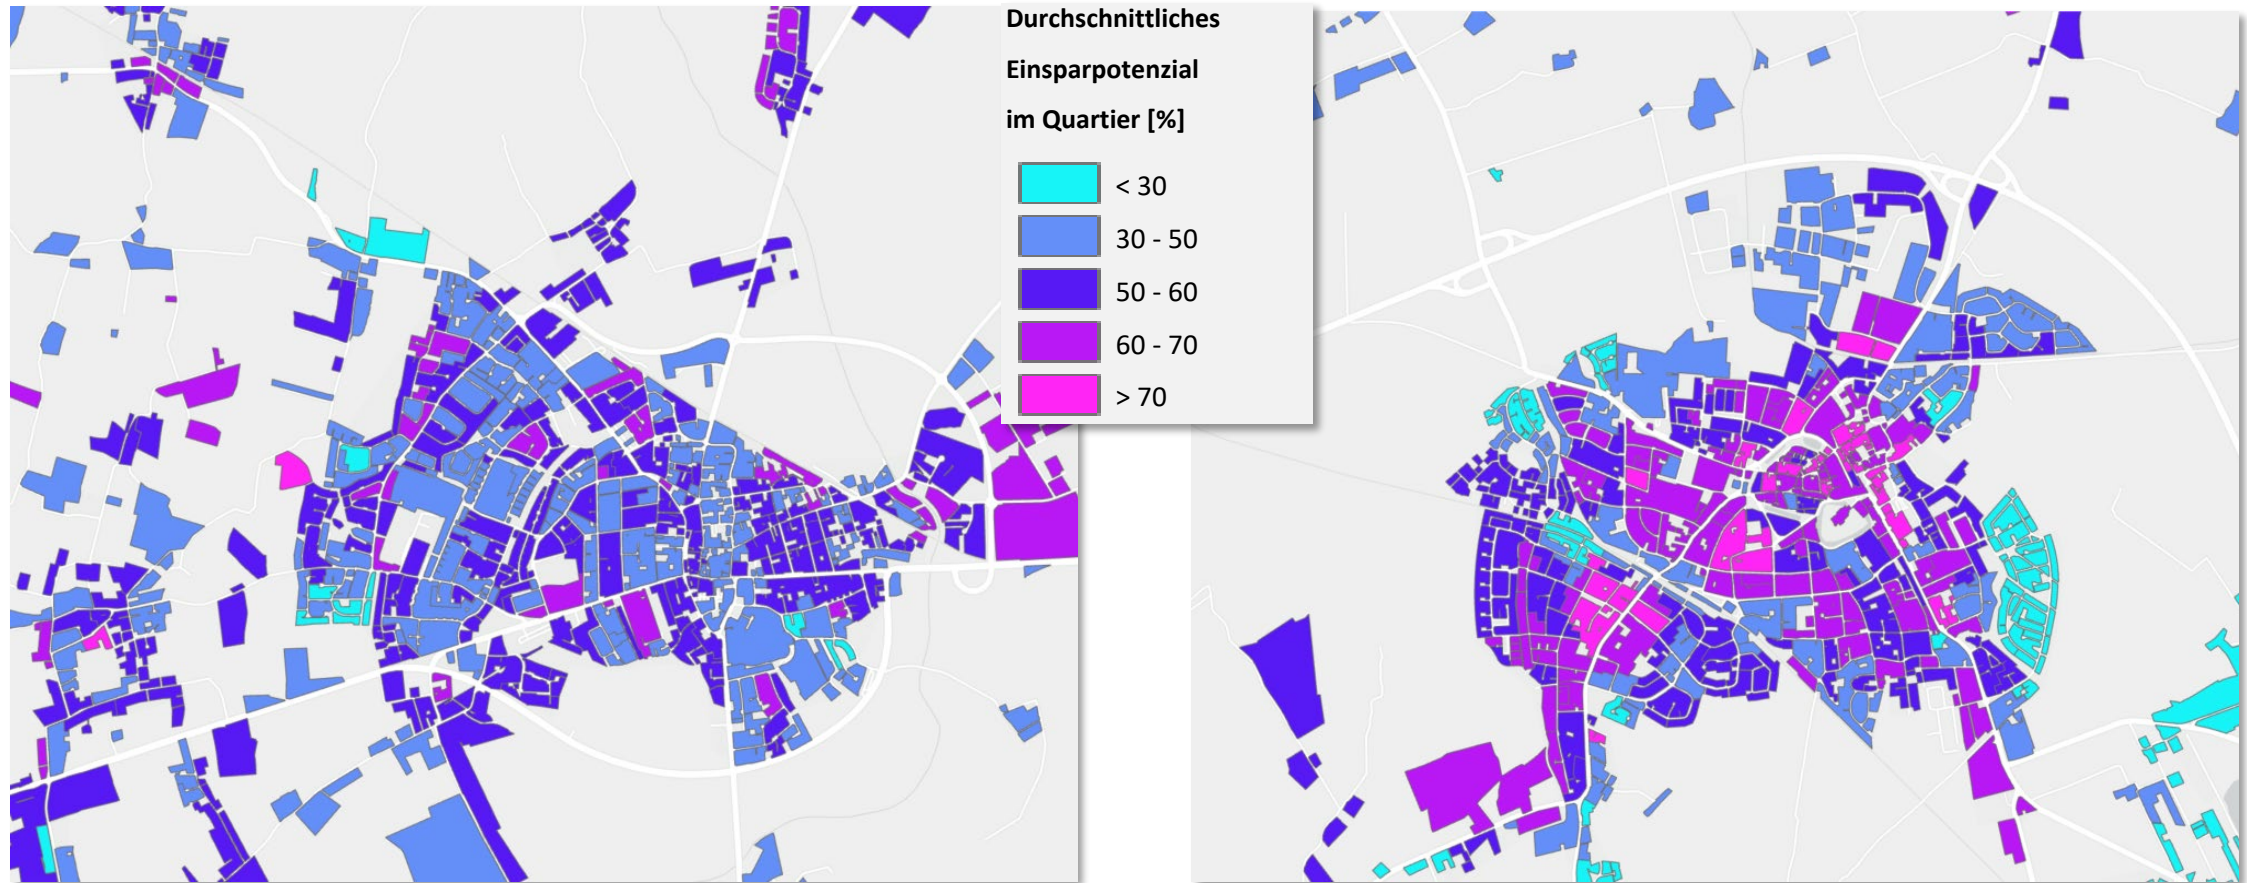 Durchschnittliches
Einsparpotenzial
im Quartier [%]
< 30
30 - 50
50 - 60
60 - 70
> 70